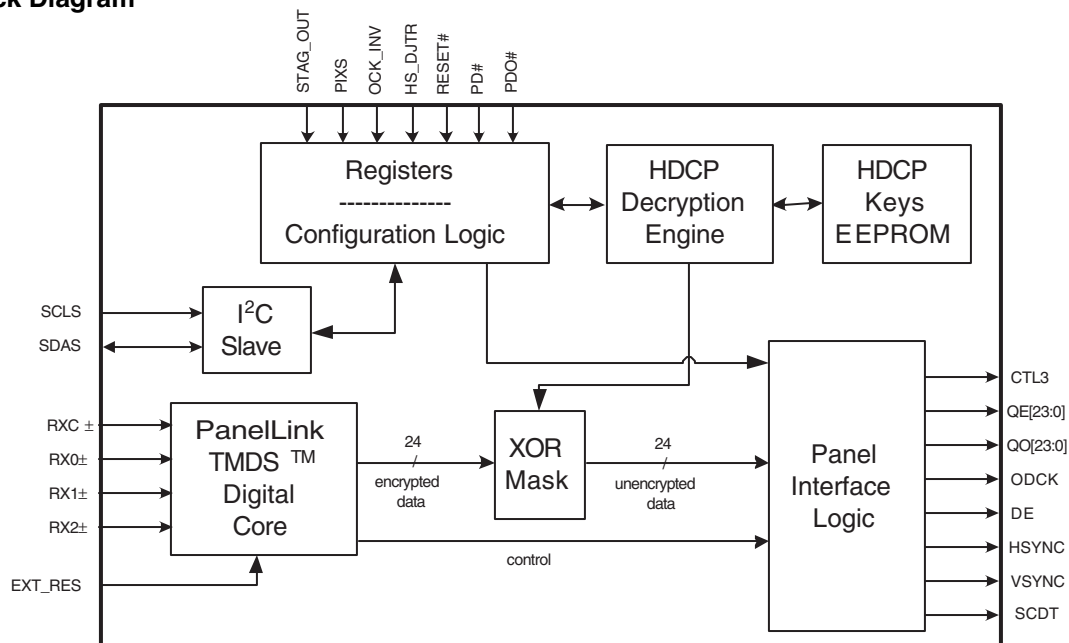 STAG_OUT
PIXS
OCK_INV
HS_DJTR
RESET#
PD#
PDO#
Registers
--------------
Configuration Logic
HDCP
Decryption
Engine
HDCP
Keys
EEPROM
SCLS
SDAS
I²C
Slave
RXC ±
RX0±
RX1±
RX2±
EXT_RES
PanelLink
TMDS ™
Digital
Core
24
encrypted
data
XOR
Mask
24
unencrypted
data
control
Panel
Interface
Logic
CTL3
QE[23:0]
QO[23:0]
ODCK
DE
HSYNC
VSYNC
SCDT